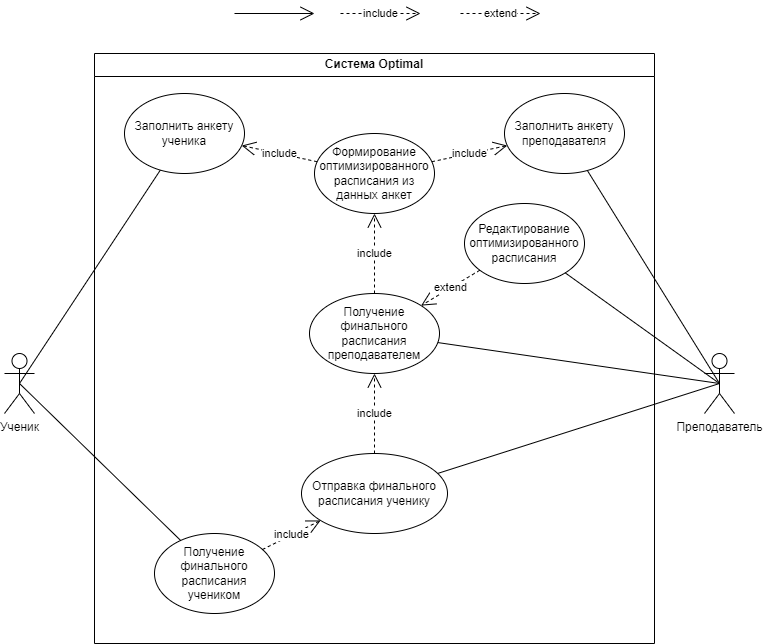 include
extend
Система Optimal
Заполнить анкету
ученика
include
Формирование
оптимизированного
расписания из
данных анкет
include
Заполнить анкету
преподавателя
Редактирование
оптимизированного
расписания
include
extend
Получение
финального
расписания
преподавателем
Ученик
Преподаватель
include
Отправка финального
расписания ученику
include
Получение
финального
расписания
учеником